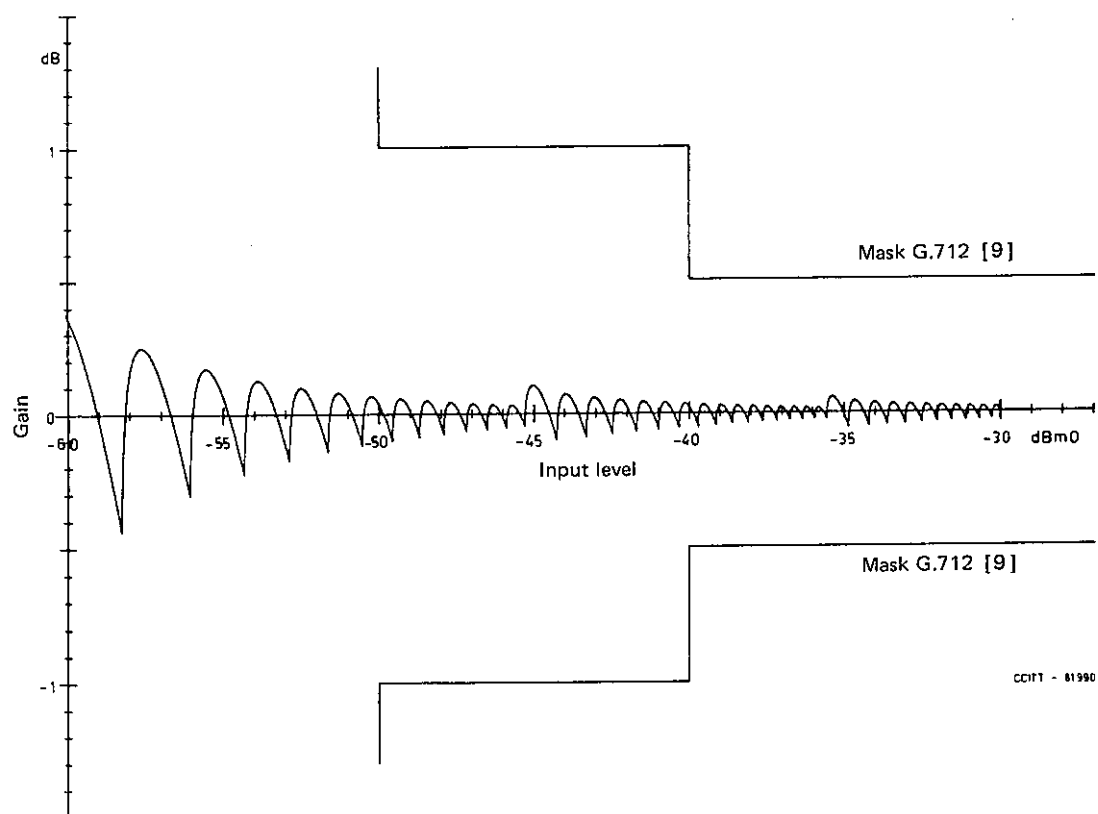 dB
1
Mask G.712 [9]
Gain
0
-60
-55
-50
-45
-40
-35
-30
dBm0
Input level
Mask G.712 [9]
-1
CCITT - 81990